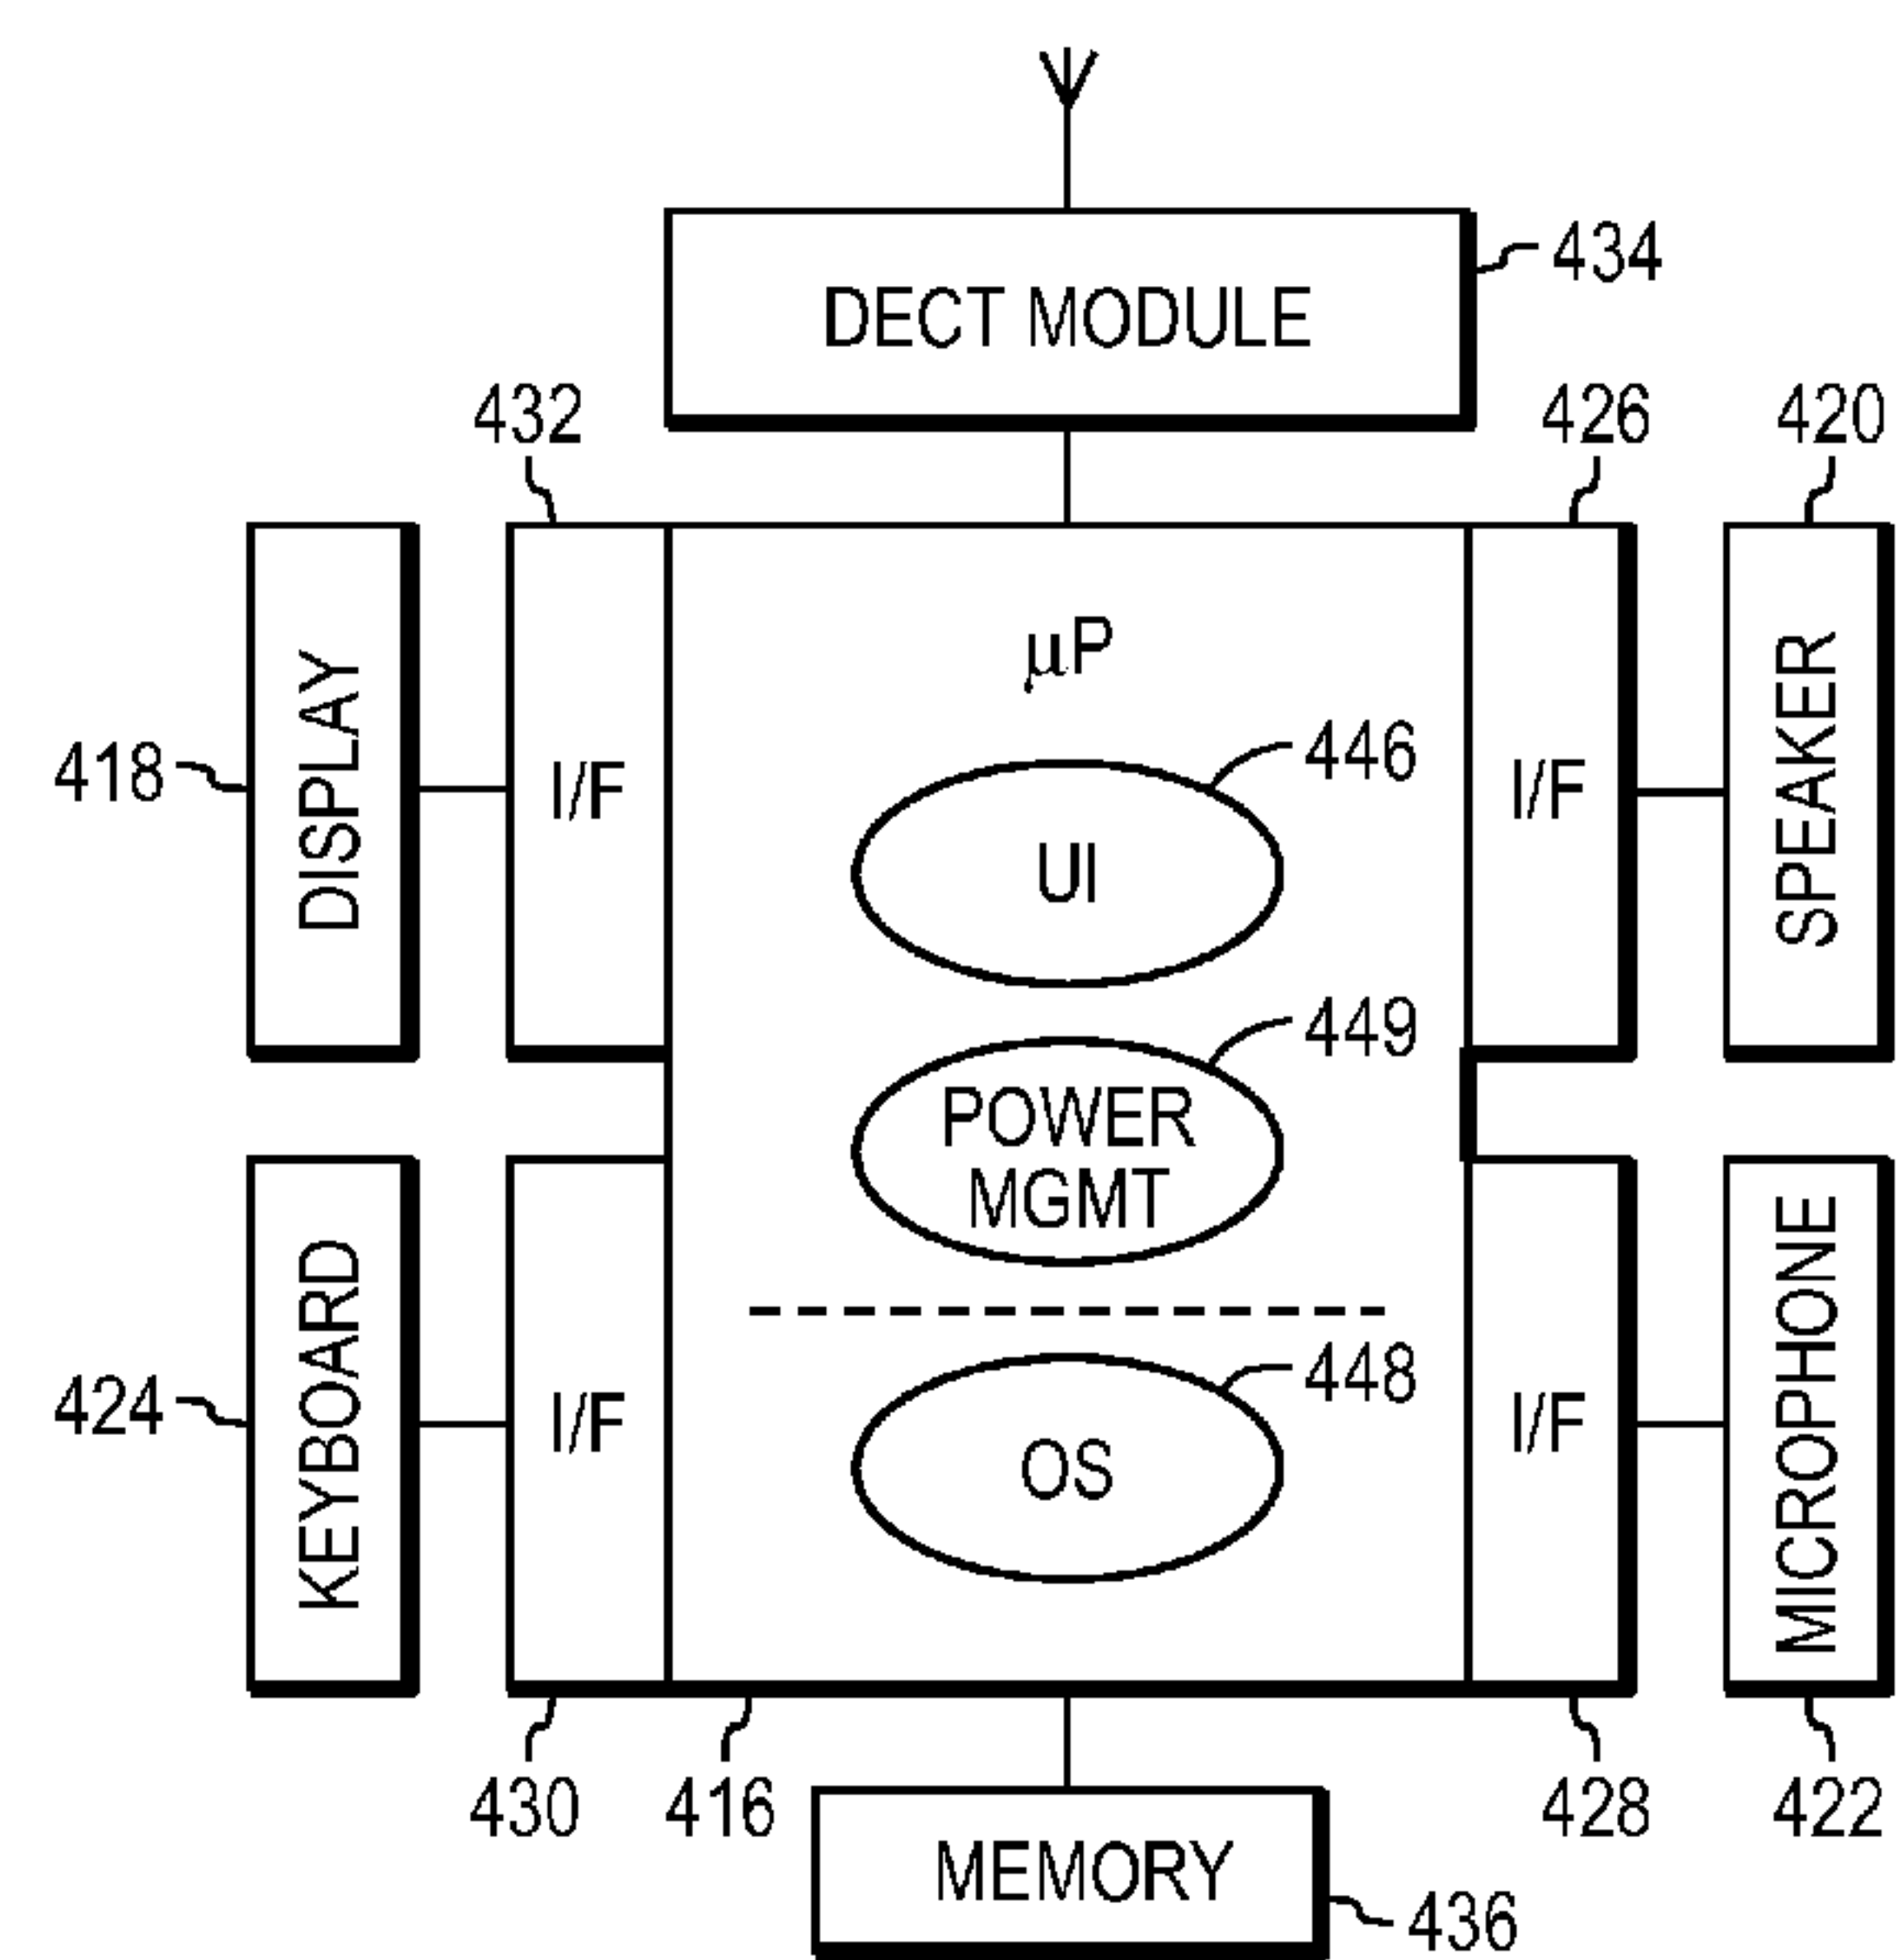 DECT MODULE
434
432
426
420
DISPLAY
418
I/F
μP
446
UI
I/F
SPEAKER
449
POWER
MGMT
KEYBOARD
424
I/F
448
OS
I/F
MICROPHONE
430
416
428
422
MEMORY
436